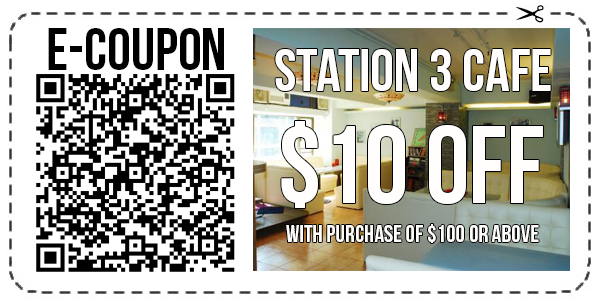 E-COUPON
STATION 3 CAFE
$10 OFF
WITH PURCHASE OF $100 OR ABOVE